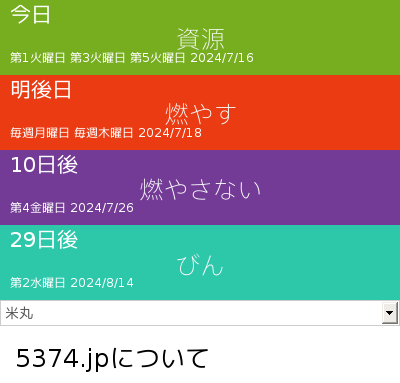 今日
資源
第1火曜日 第3火曜日 第5火曜日 2024/7/16
明後日
燃やす
毎週月曜日 毎週木曜日 2024/7/18
10日後
燃やさない
第4金曜日 2024/7/26
29日後
びん
第2水曜日 2024/8/14
米丸
5374.jpについて